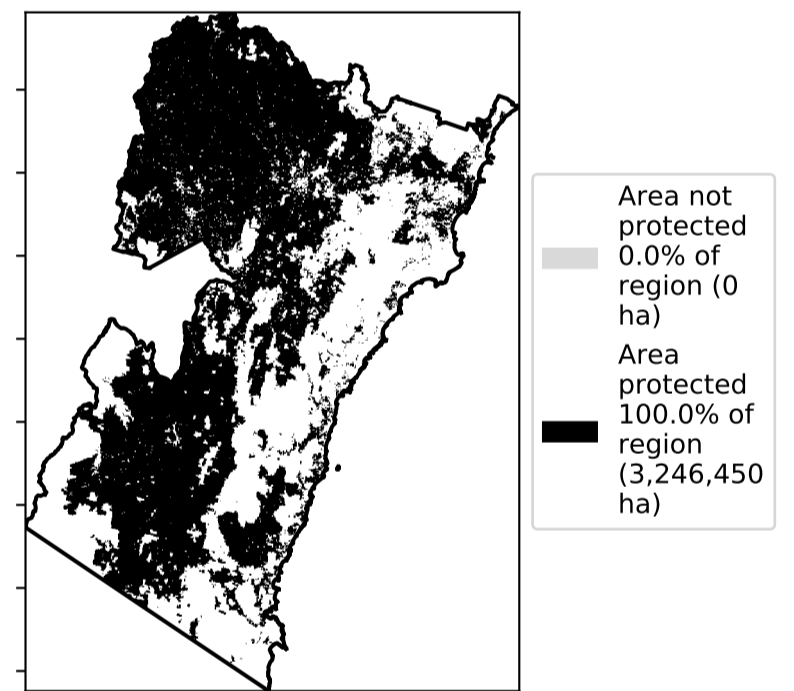 Area not
protected
0.0% of
region (0
ha)
Area
protected
100.0% of
region
(3,246,450
ha)